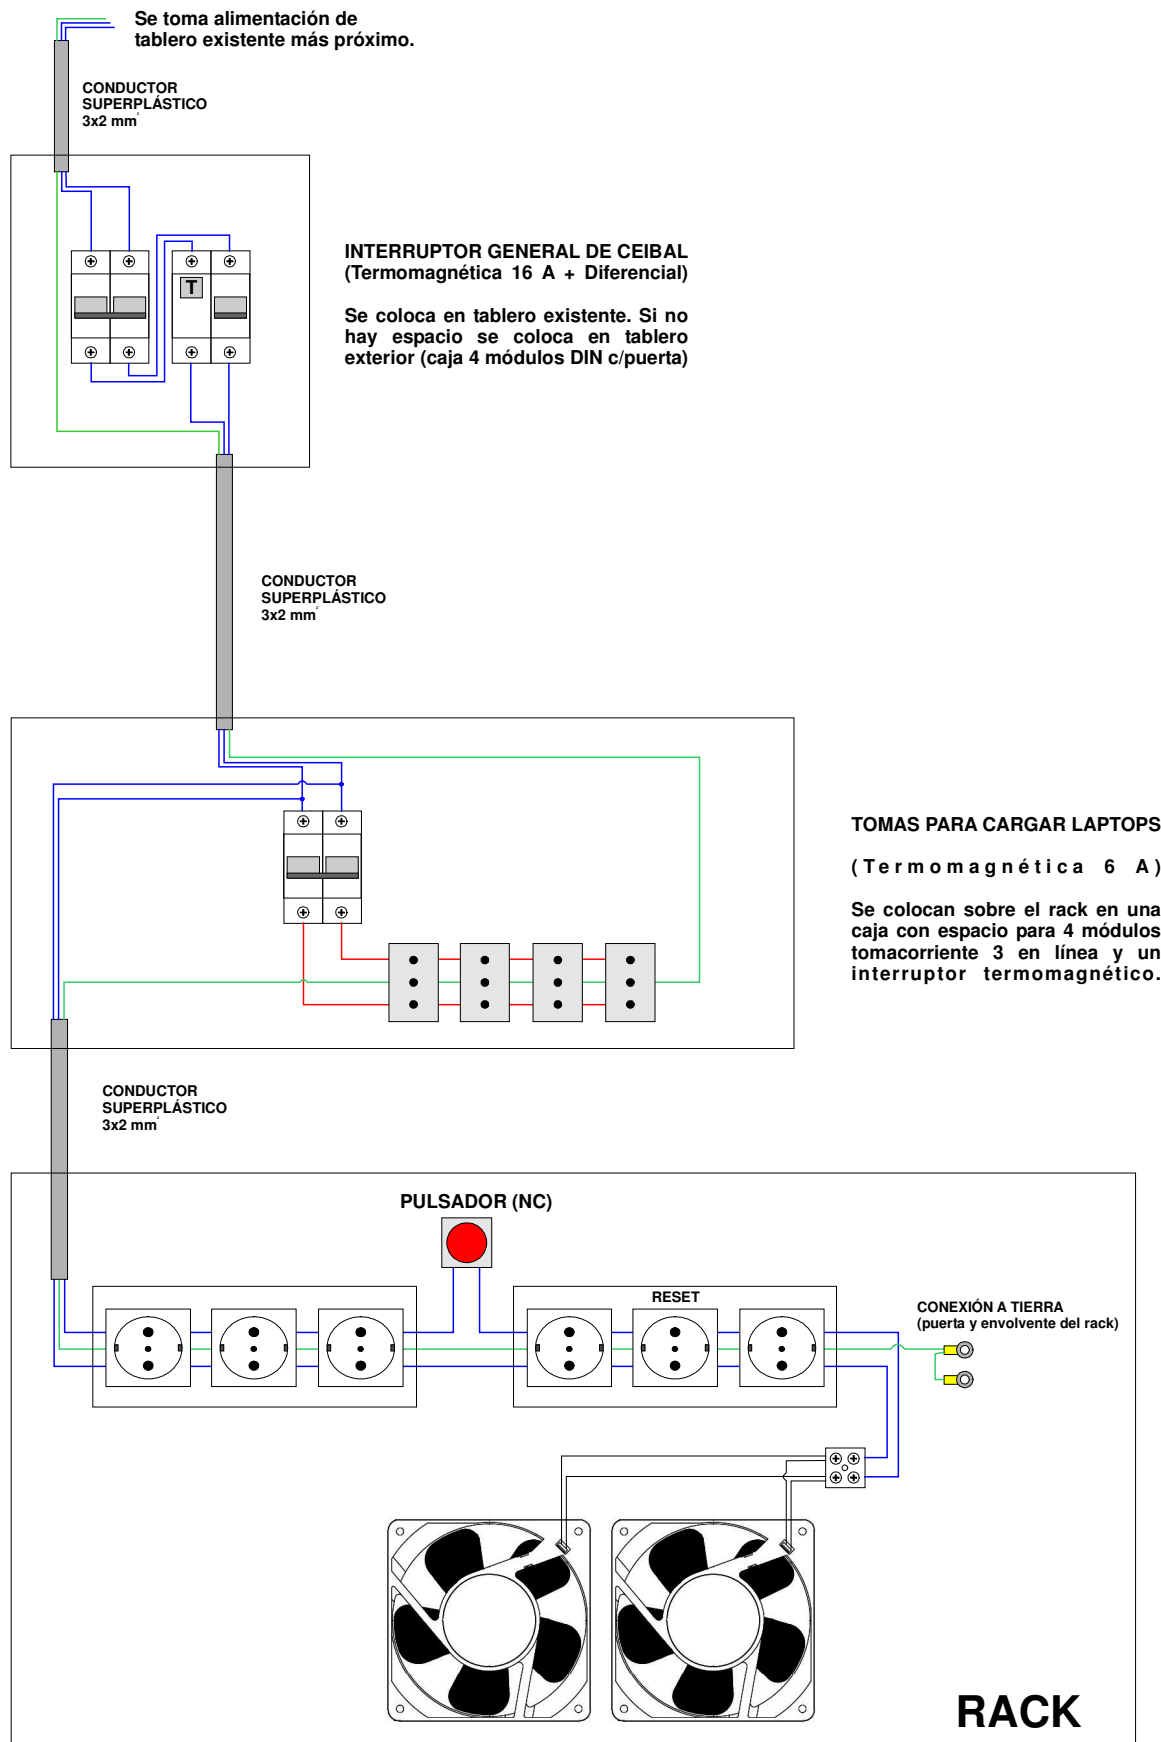 Se toma alimentación de
tablero existente más próximo.
CONDUCTOR
SUPERPLÁSTICO
3x2 mm²
T
INTERRUPTOR GENERAL DE CEIBAL
(Termomagnética 16 A + Diferencial)
Se coloca en tablero existente. Si no
hay espacio se coloca en tablero
exterior (caja 4 módulos DIN c/puerta)
CONDUCTOR
SUPERPLÁSTICO
3x2 mm²
TOMAS PARA CARGAR LAPTOPS
(Termomagnética 6 A)
Se colocan sobre el rack en una
caja con espacio para 4 módulos
tomacorriente 3 en línea y un
interruptor termomagnético.
CONDUCTOR
SUPERPLÁSTICO
3x2 mm²
PULSADOR (NC)
RESET
CONEXIÓN A TIERRA
(puerta y envolvente del rack)
RACK